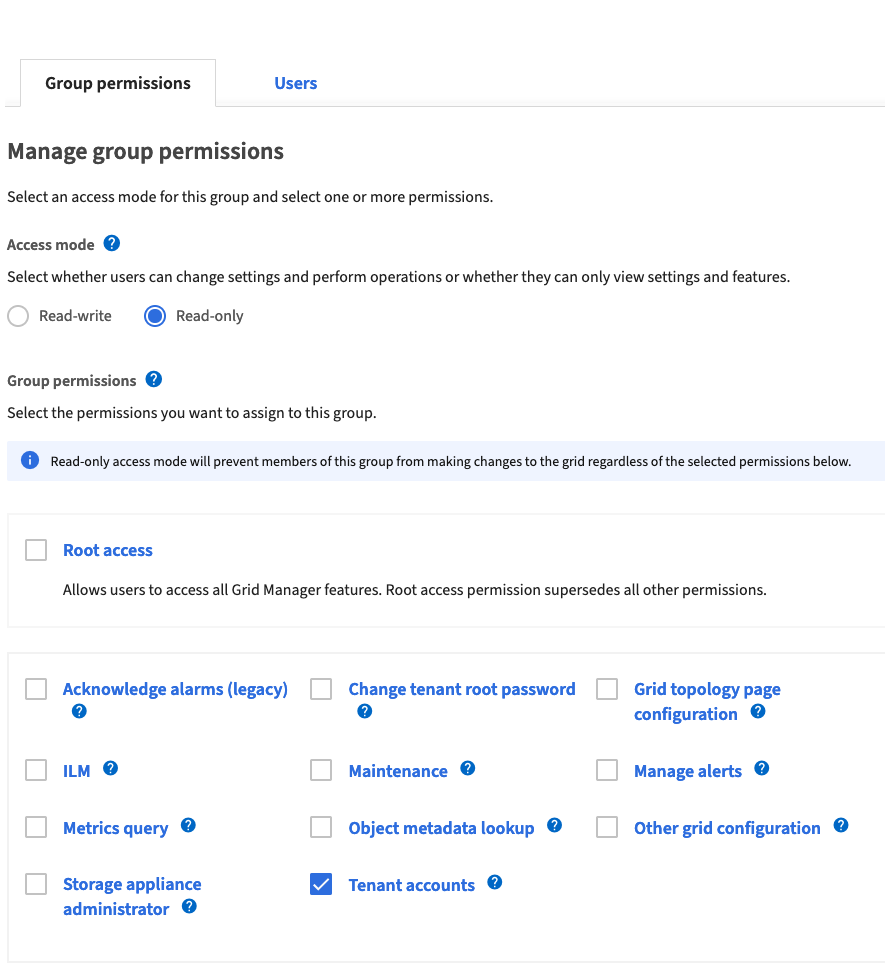 Group permissions
Users
Manage group permissions
Select an access mode for this group and select one or more permissions.
Access mode ?
Select whether users can change settings and perform operations or whether they can only view settings and features.
Read-write
Read-only
Group permissions ?
Select the permissions you want to assign to this group.
i Read-only access mode will prevent members of this group from making changes to the grid regardless of the selected permissions below.
Root access
Allows users to access all Grid Manager features. Root access permission supersedes all other permissions.
Acknowledge alarms (legacy)
?
Change tenant root password
?
Grid topology page
configuration ?
ILM ?
Maintenance ?
Manage alerts ?
Metrics query ?
Object metadata lookup ?
Other grid configuration ?
Storage appliance
administrator ?
Tenant accounts ?